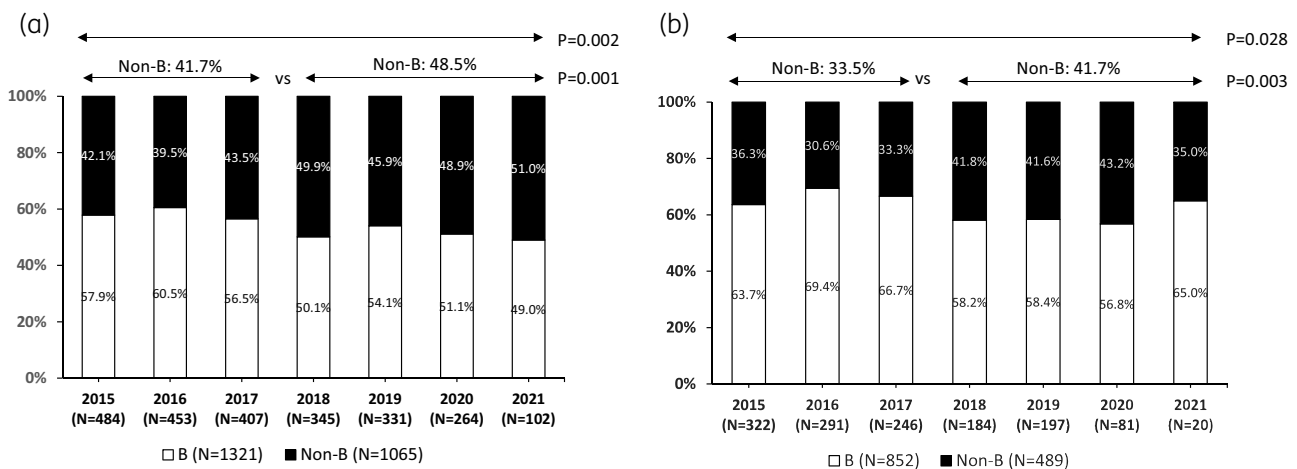 (a)
P=0.002
Non-B: 41.7% vs Non-B: 48.5%
P=0.001
100%
80%
60%
40%
20%
0%
42.1% 39.5% 43.5% 49.9% 45.9% 48.9% 51.0%
57.9% 60.5% 56.5% 50.1% 54.1% 51.1% 49.0%
2015 2016 2017 2018 2019 2020 2021
(N=484) (N=453) (N=407) (N=345) (N=331) (N=264) (N=102)
B (N=1321) Non-B (N=1065)
(b)
P=0.028
Non-B: 33.5% vs Non-B: 41.7%
P=0.003
100%
80%
60%
40%
20%
0%
36.3% 30.6% 33.3% 41.8% 41.6% 43.2% 35.0%
63.7% 69.4% 66.7% 58.2% 58.4% 56.8% 65.0%
2015 2016 2017 2018 2019 2020 2021
(N=322) (N=291) (N=246) (N=184) (N=197) (N=81) (N=20)
B (N=852) Non-B (N=489)